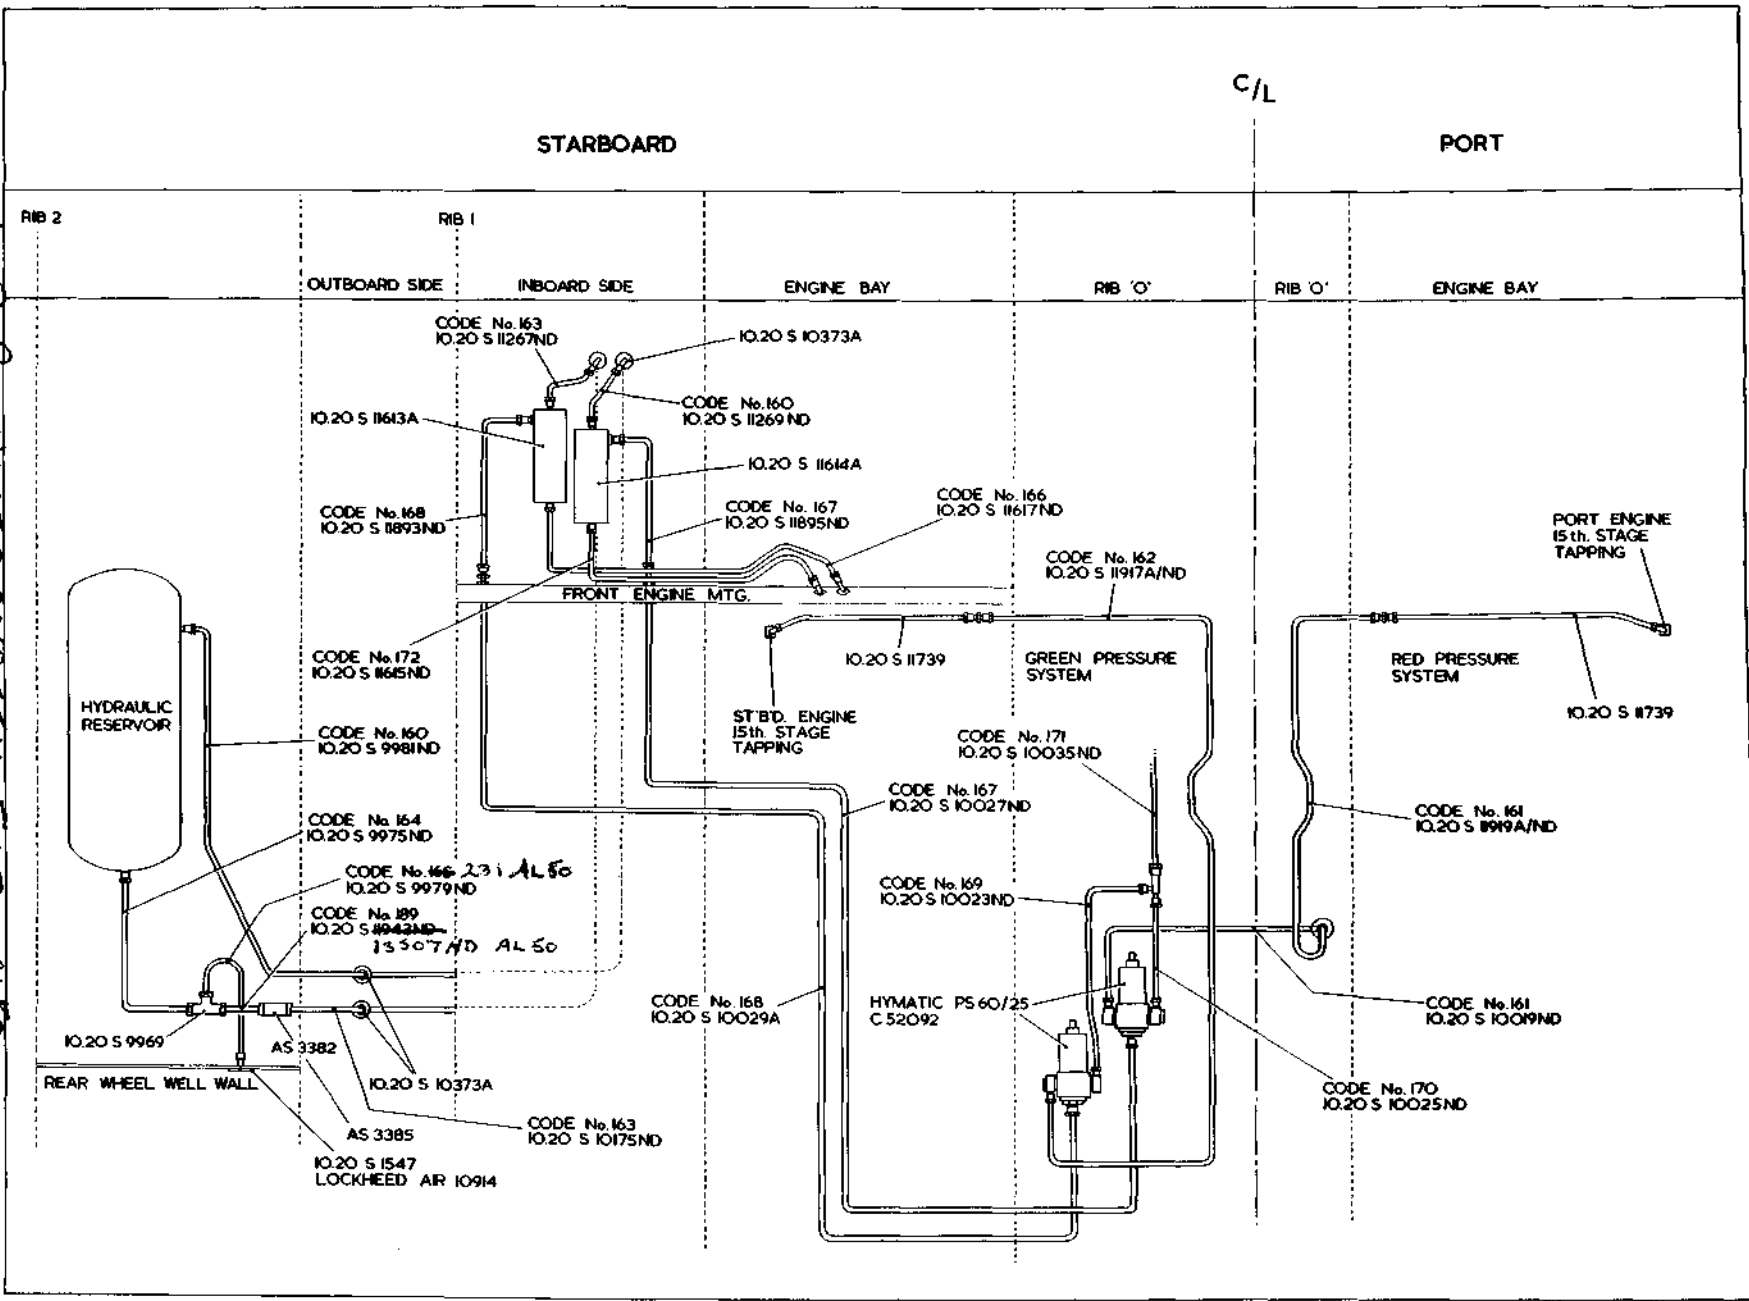 C/L
STARBOARD
PORT
RIB 2
RIB 1
OUTBOARD SIDE
INBOARD SIDE
ENGINE BAY
RIB 'O'
RIB 'O'
ENGINE BAY
CODE No. 163
10.20 S 11267ND
10.20 S 10373A
CODE No. 160
10.20 S 11269ND
10.20 S 11613A
10.20 S 11614A
CODE No. 168
10.20 S 11893ND
CODE No. 167
10.20 S 11895ND
CODE No. 166
10.20 S 11617ND
CODE No. 162
10.20 S 11917A/ND
PORT ENGINE
15th. STAGE
TAPPING
FRONT ENGINE MTG.
CODE No. 172
10.20 S 11615ND
10.20 S 11739
GREEN PRESSURE
SYSTEM
RED PRESSURE
SYSTEM
10.20 S 11739
HYDRAULIC
RESERVOIR
ST'B'D. ENGINE
15th. STAGE
TAPPING
CODE No. 160
10.20 S 9981ND
CODE No. 171
10.20 S 10035ND
CODE No. 167
10.20 S 10027ND
CODE No. 161
10.20 S 11919A/ND
CODE No. 164
10.20 S 9975ND
CODE No. 231 AL 50
10.20 S 9979ND
CODE No. 189
10.20 S 11943ND
13507ND AL 50
CODE No. 169
10.20 S 10023ND
CODE No. 168
10.20 S 10029A
HYMATIC PS 60/25
C 52092
CODE No. 161
10.20 S 10019ND
10.20 S 9969
AS 3382
REAR WHEEL WELL WALL
10.20 S 10373A
CODE No. 170
10.20 S 10025ND
AS 3385
CODE No. 163
10.20 S 10175ND
10.20 S 1547
LOCKHEED AIR 10914